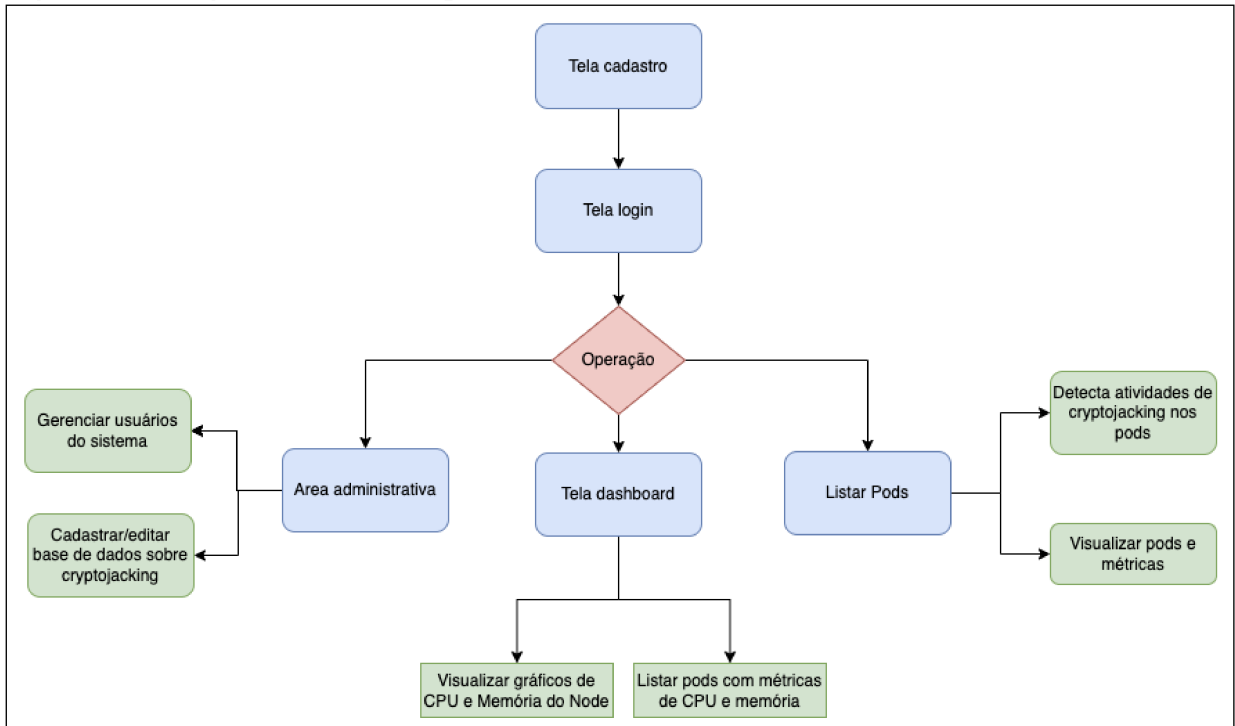 Tela cadastro
Tela login
Operação
Gerenciar usuários
do sistema
Cadastrar/editar
base de dados sobre
cryptojacking
Area administrativa
Tela dashboard
Listar Pods
Detecta atividades de
cryptojacking nos
pods
Visualizar pods e
métricas
Visualizar gráficos de
CPU e Memória do Node
Listar pods com métricas
de CPU e memória